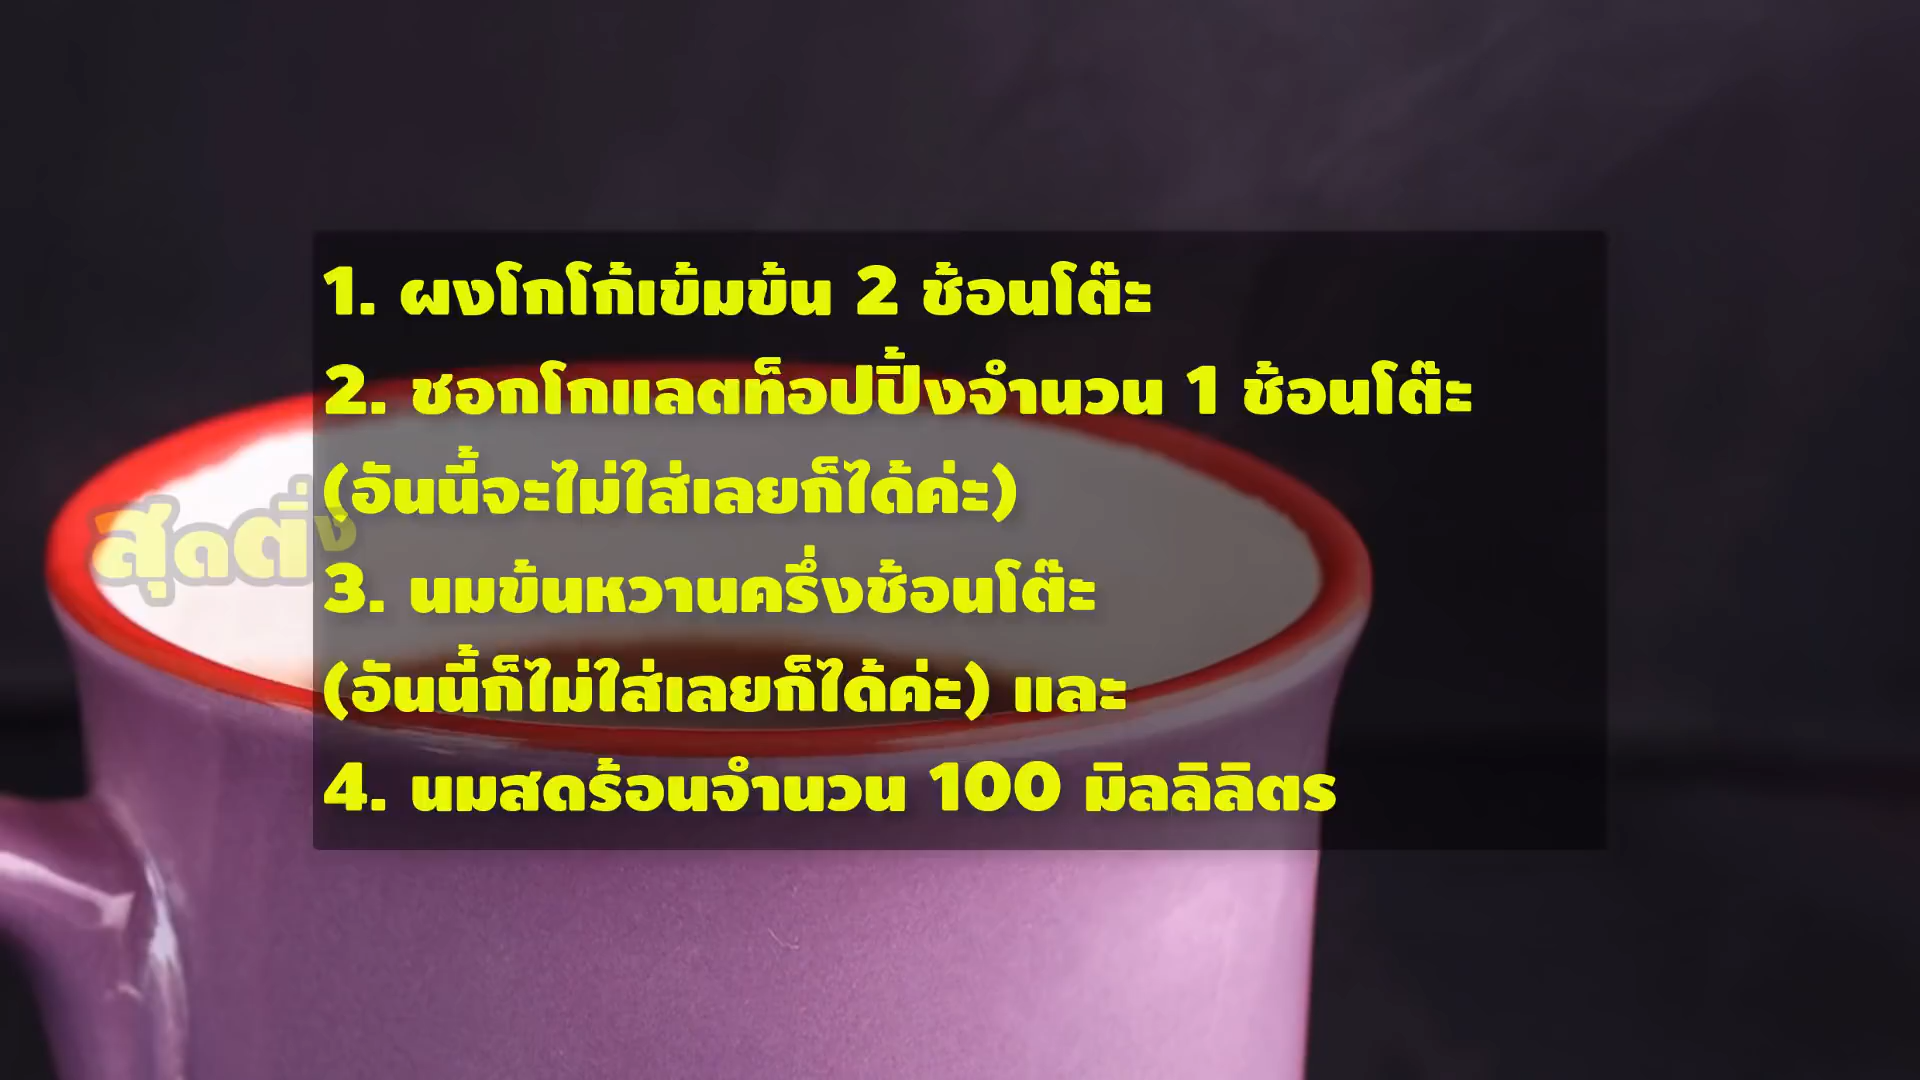 1. ผงโกโก้เข้มข้น 2 ช้อนโต๊ะ
2. ชอกโกแลตท็อปปิ้งจำนวน 1 ช้อนโต๊ะ
(อันนี้จะไม่ใส่เลยก็ได้ค่ะ)
สุดติ่ง
3. นมข้นหวานครึ่งช้อนโต๊ะ
(อันนี้ก็ไม่ใส่เลยก็ได้ค่ะ) และ
4. นมสดร้อนจำนวน 100 มิลลิลิตร